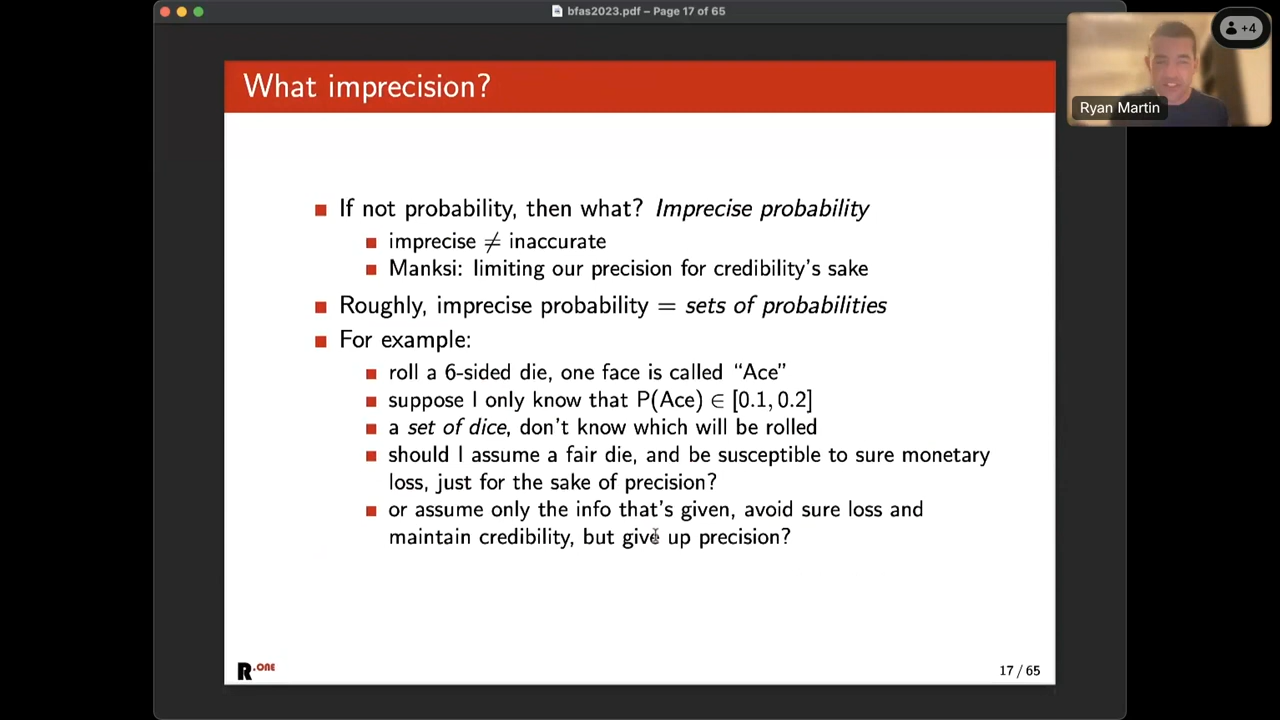 bfas2023.pdf – Page 17 of 65
+4
Ryan Martin
What imprecision?
If not probability, then what? Imprecise probability
imprecise ≠ inaccurate
Manksi: limiting our precision for credibility's sake
Roughly, imprecise probability = sets of probabilities
For example:
roll a 6-sided die, one face is called “Ace”
suppose I only know that P(Ace) ∈ [0.1, 0.2]
a set of dice, don't know which will be rolled
should I assume a fair die, and be susceptible to sure monetary
loss, just for the sake of precision?
or assume only the info that's given, avoid sure loss and
maintain credibility, but give up precision?
R.ONE
17 / 65